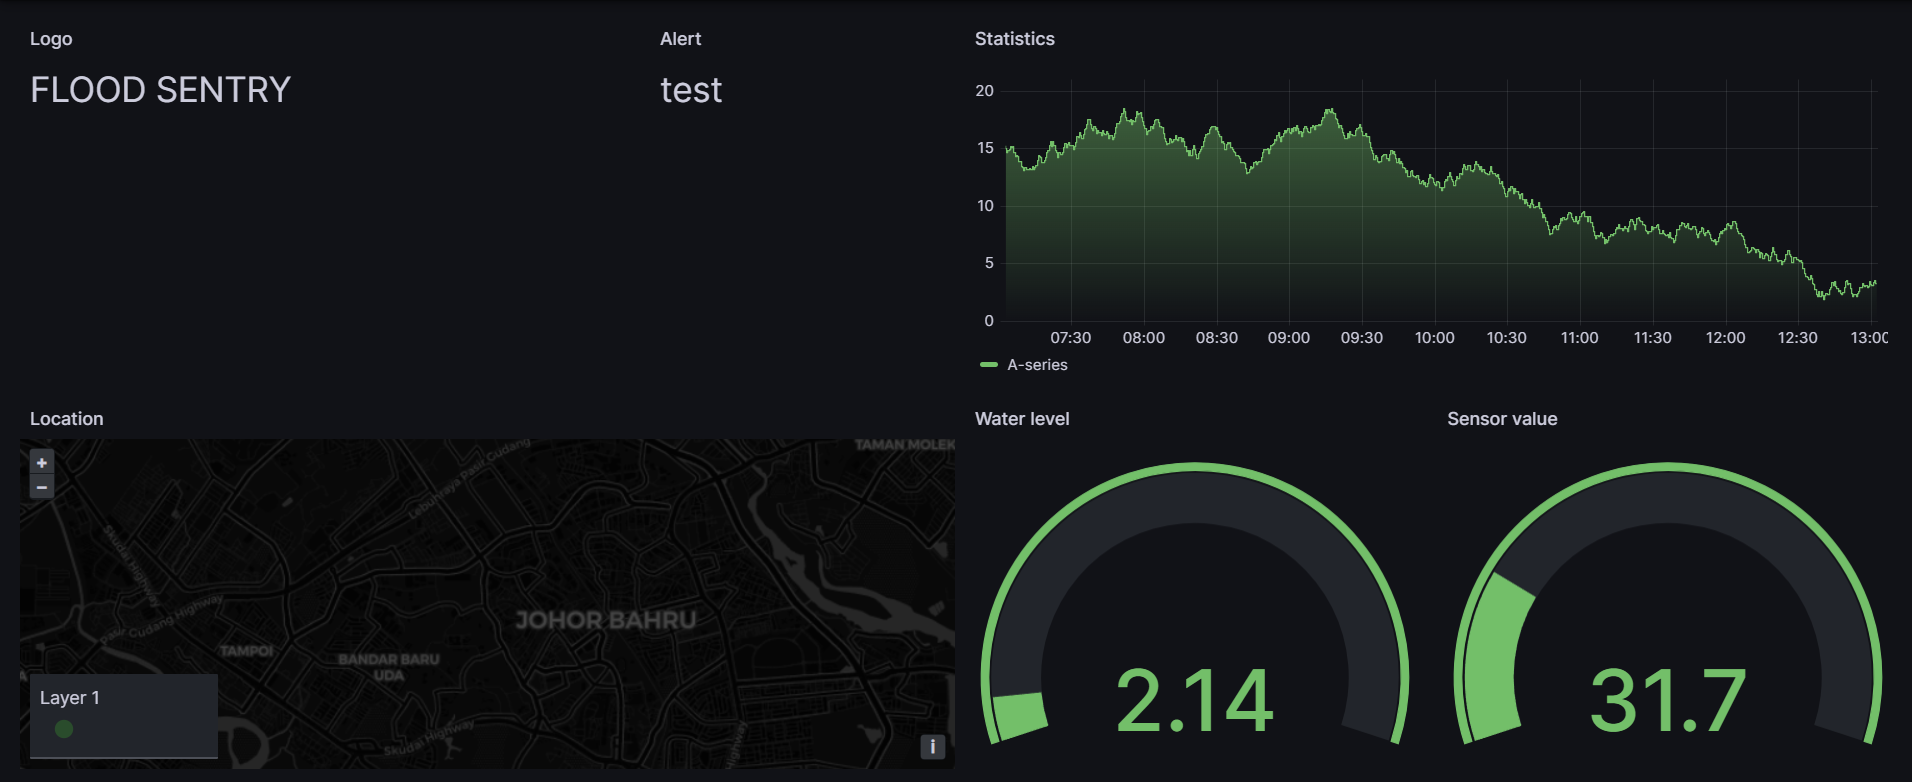 Logo
FLOOD SENTRY
Alert
test
Statistics
20
15
10
5
0
07:30 08:00 08:30 09:00 09:30 10:00 10:30 11:00 11:30 12:00 12:30 13:00
A-series
Location
+
−
Lebuhraya Pasir Gudang
TAMAN MOLEK
Skudai Highway
Pasir Gudang Highway
JOHOR BAHRU
TAMPOI
BANDAR BARU
UDA
Skudai Highway
Highway
Layer 1
i
Water level
2.14
Sensor value
31.7